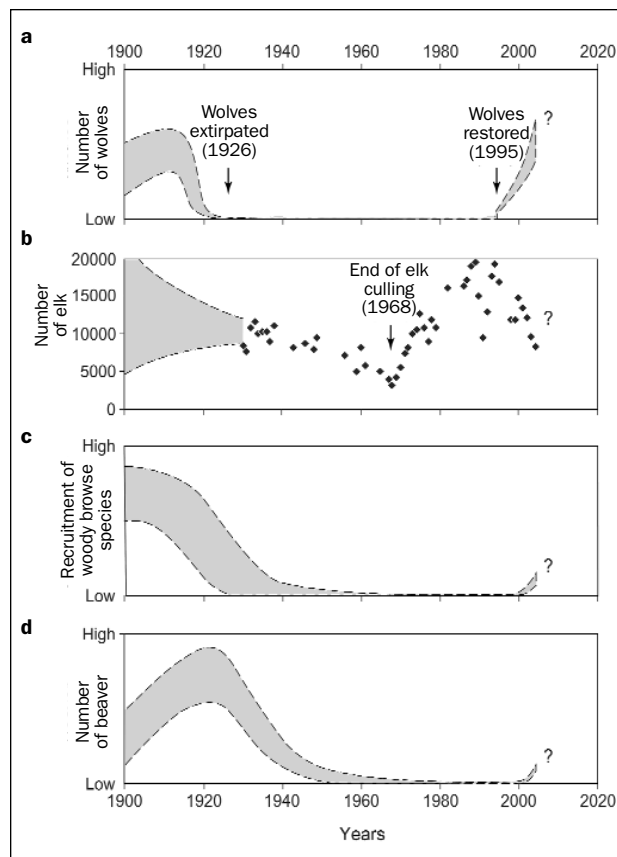 a
1900 1920 1940 1960 1980 2000 2020
High
Number
of wolves
Low
Wolves
extirpated
(1926)
Wolves
restored
(1995)
?
b
20000
15000
10000
5000
0
Number
of elk
End of elk
culling
(1968)
?
c
High
Recruitment of
woody browse
species
Low
?
d
High
Number
of beaver
Low
?
1900 1920 1940 1960 1980 2000 2020
Years